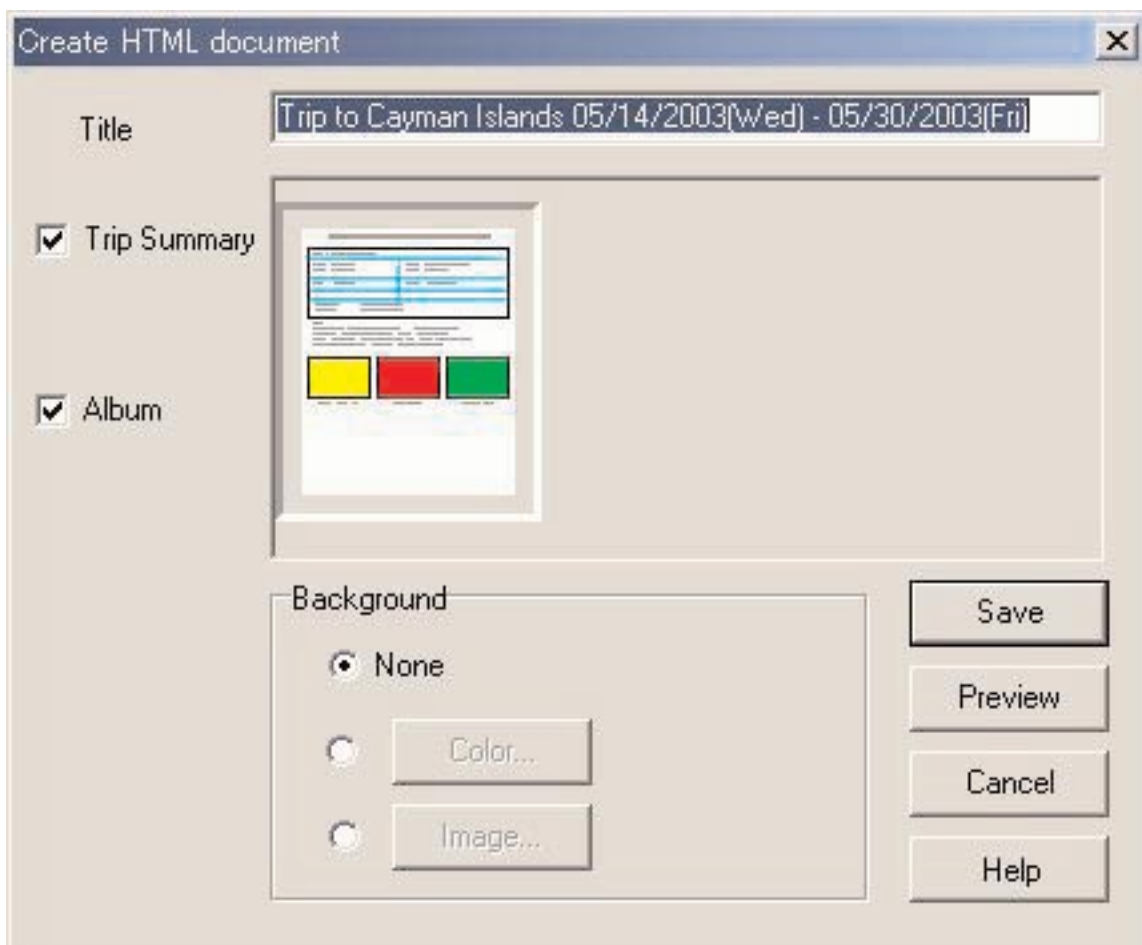 Create HTML document
Title
Trip to Cayman Islands 05/14/2003(Wed) - 05/30/2003(Fri)
Trip Summary
Album
Background
None
Color...
Image...
Save
Preview
Cancel
Help